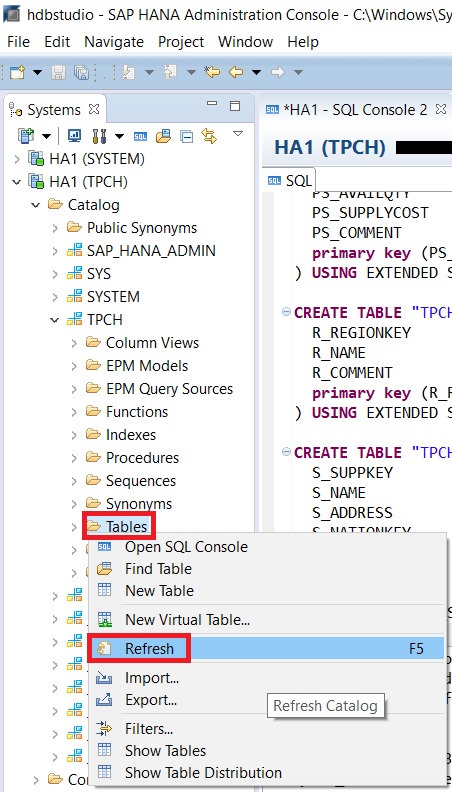 hdbstudio - SAP HANA Administration Console - C:\Windows\Sy
File Edit Navigate Project Window Help
Systems
*HA1 - SQL Console 2
HA1 (SYSTEM)
HA1 (TPCH)
Catalog
Public Synonyms
SAP_HANA_ADMIN
SYS
SYSTEM
TPCH
Column Views
EPM Models
EPM Query Sources
Functions
Indexes
Procedures
Sequences
Synonyms
Tables
SQL Open SQL Console
Find Table
New Table
New Virtual Table...
Refresh F5
Import...
Export...
Refresh Catalog
Filters...
Show Tables
Show Table Distribution
HA1 (TPCH)
SQL SQL
PS_AVAILQTY
PS_SUPPLYCOST
PS_COMMENT
primary key (PS_
) USING EXTENDED S
CREATE TABLE "TPCH
R_REGIONKEY
R_NAME
R_COMMENT
primary key (R_R
) USING EXTENDED S
CREATE TABLE "TPCH
S_SUPPKEY
S_NAME
S_ADDRESS